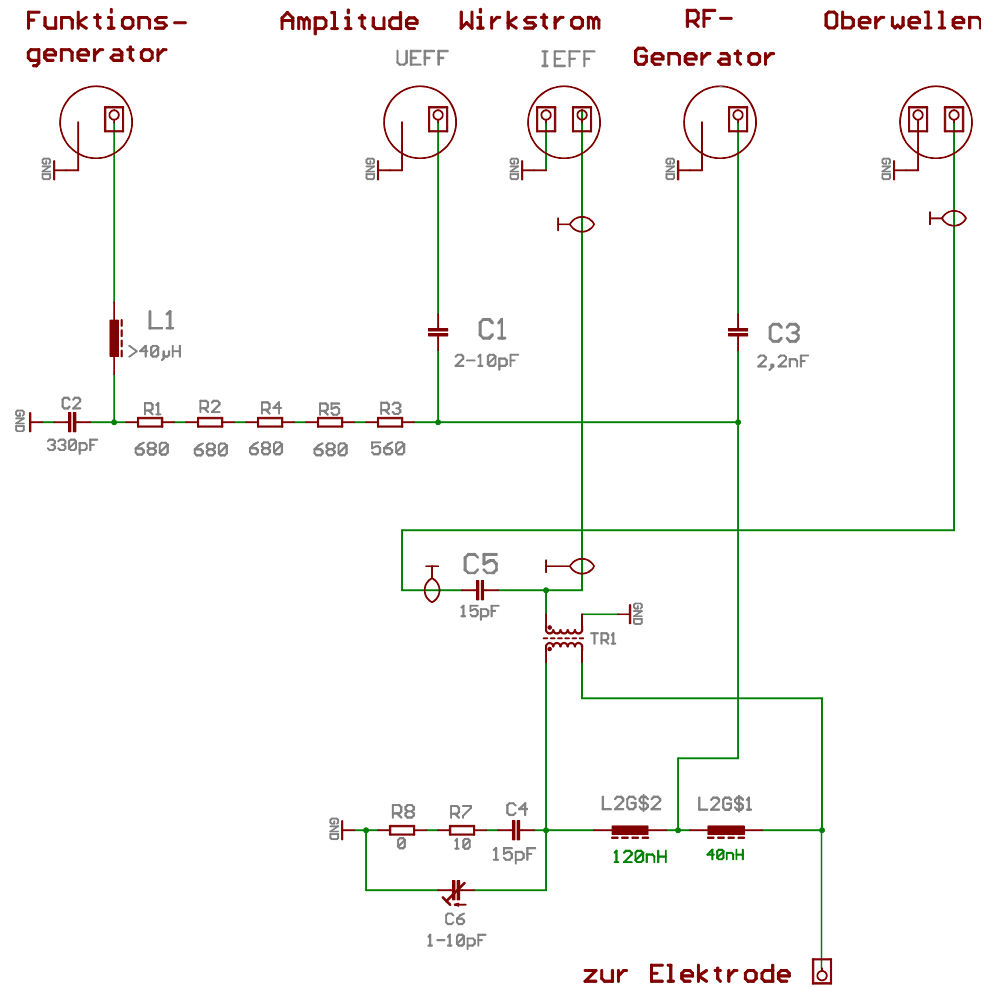 Funktions-
generator
Amplitude
UEFF
Wirkstrom
IEFF
RF-
Generator
Oberwellen
GND
GND
GND
GND
GND
L1
>40µH
C1
2-10pF
C3
2,2nF
GND
C2
330pF
R1
680
R2
680
R4
680
R5
680
R3
560
C5
15pF
GND
TR1
GND
R8
0
R7
10
C4
15pF
L2G$2
120nH
L2G$1
40nH
C6
1-10pF
zur Elektrode